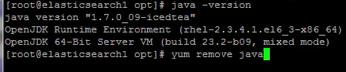 [root@elasticsearch1 opt]# java -version
java version "1.7.0_09-icedtea"
OpenJDK Runtime Environment (rhel-2.3.4.1.el6_3-x86_64)
OpenJDK 64-Bit Server VM (build 23.2-b09, mixed mode)
[root@elasticsearch1 opt]# yum remove java